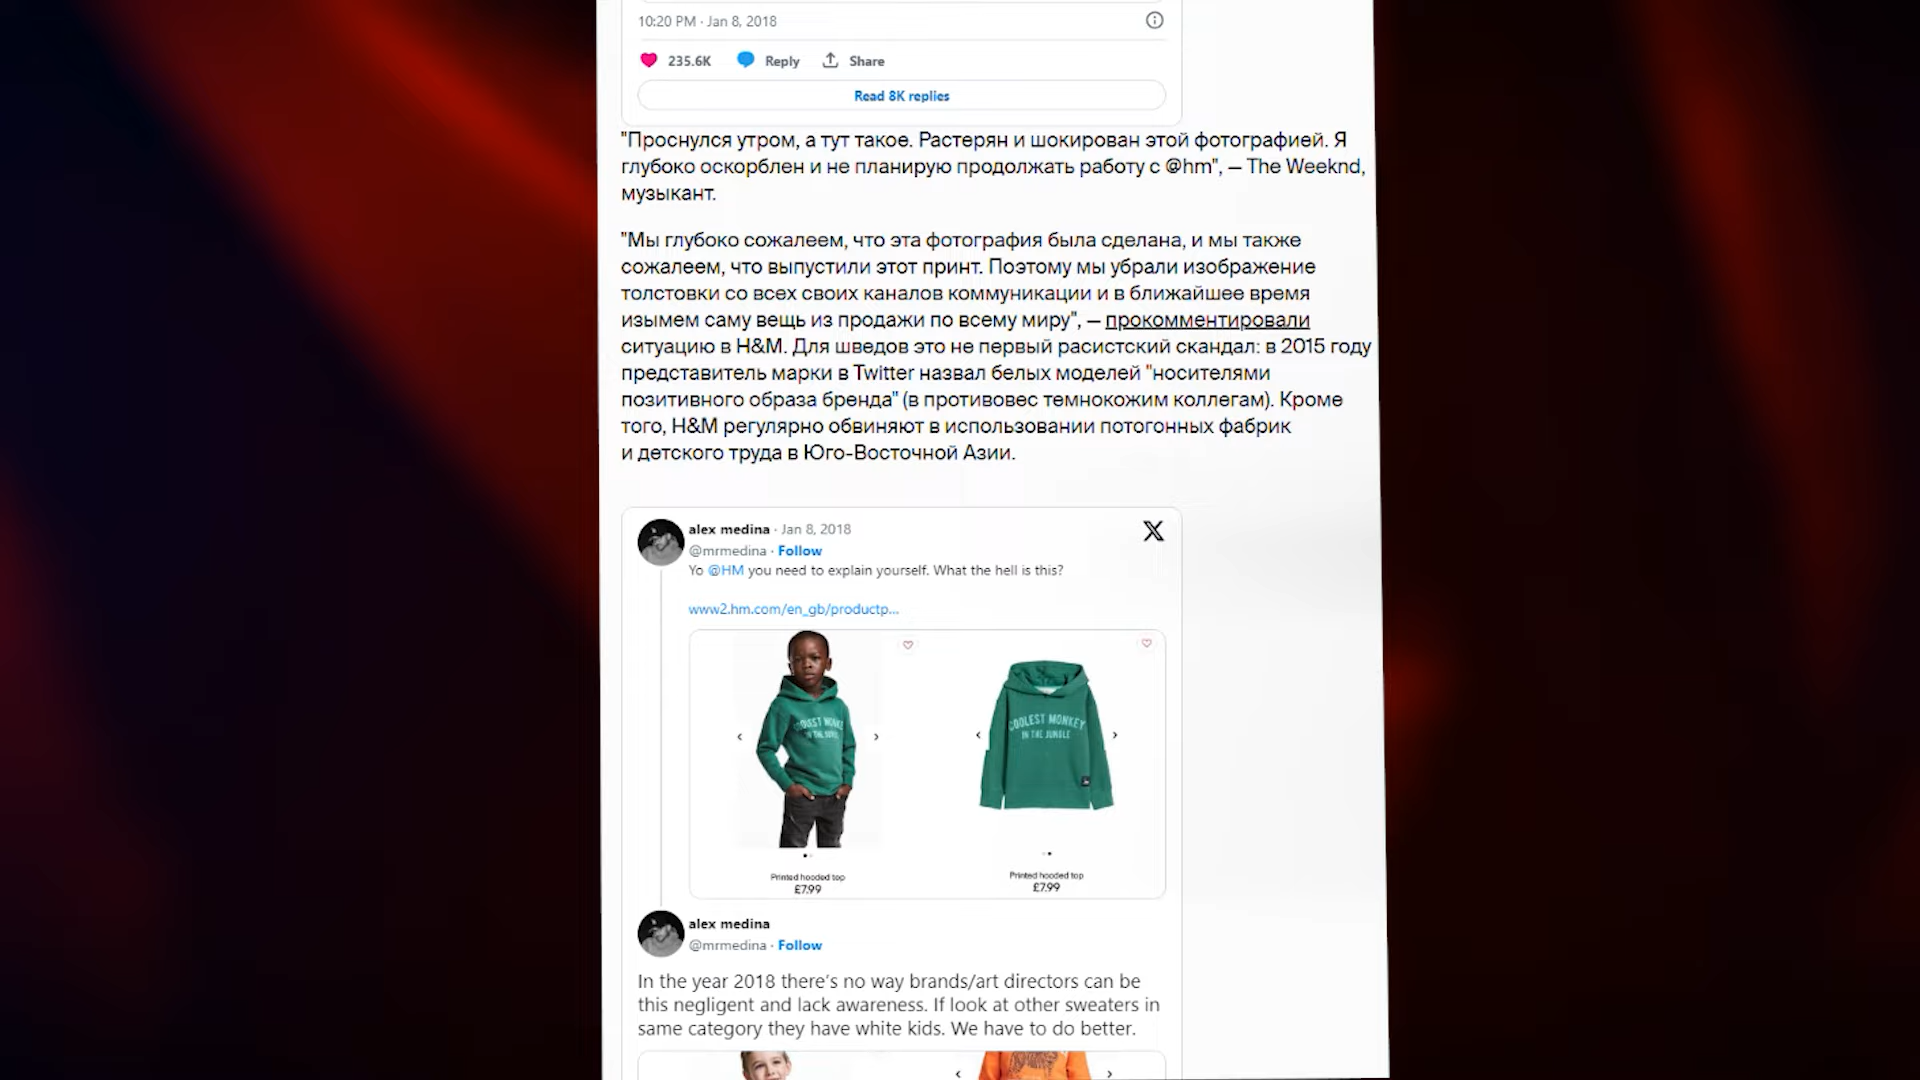 10:20 PM · Jan 8, 2018
235.6K Reply Share
Read 8K replies
"Проснулся утром, а тут такое. Растерян и шокирован этой фотографией. Я
глубоко оскорблен и не планирую продолжать работу с @hm", — The Weeknd,
музыкант.
"Мы глубоко сожалеем, что эта фотография была сделана, и мы также
сожалеем, что выпустили этот принт. Поэтому мы убрали изображение
толстовки со всех своих каналов коммуникации и в ближайшее время
изымем саму вещь из продажи по всему миру", — прокомментировали
ситуацию в H&M. Для шведов это не первый расистский скандал: в 2015 году
представитель марки в Twitter назвал белых моделей "носителями
позитивного образа бренда" (в противовес темнокожим коллегам). Кроме
того, H&M регулярно обвиняют в использовании потогонных фабрик
и детского труда в Юго-Восточной Азии.
alex medina · Jan 8, 2018
@mrmedina · Follow
Yo @HM you need to explain yourself. What the hell is this?
www2.hm.com/en_gb/productp...
COOLEST MONKEY
IN THE JUNGLE
Printed hooded top
£7.99
Printed hooded top
£7.99
alex medina
@mrmedina · Follow
In the year 2018 there's no way brands/art directors can be
this negligent and lack awareness. If look at other sweaters in
same category they have white kids. We have to do better.